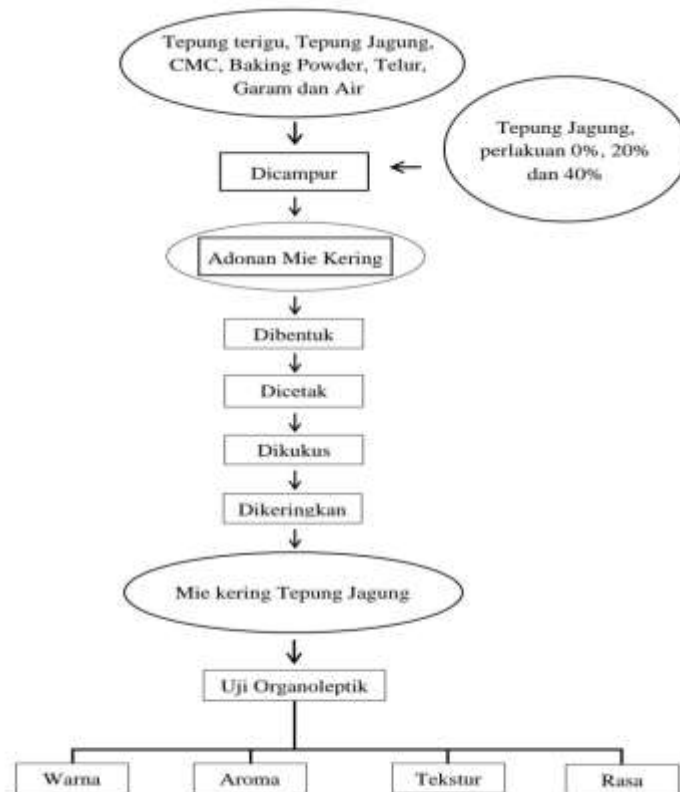 Tepung terigu, Tepung Jagung,
CMC, Baking Powder, Telur,
Garam dan Air
Tepung Jagung,
perlakuan 0%, 20%
dan 40%
Dicampur
Adonan Mie Kering
Dibentuk
Dicetak
Dikukus
Dikeringkan
Mie kering Tepung Jagung
Uji Organoleptik
Warna
Aroma
Tekstur
Rasa